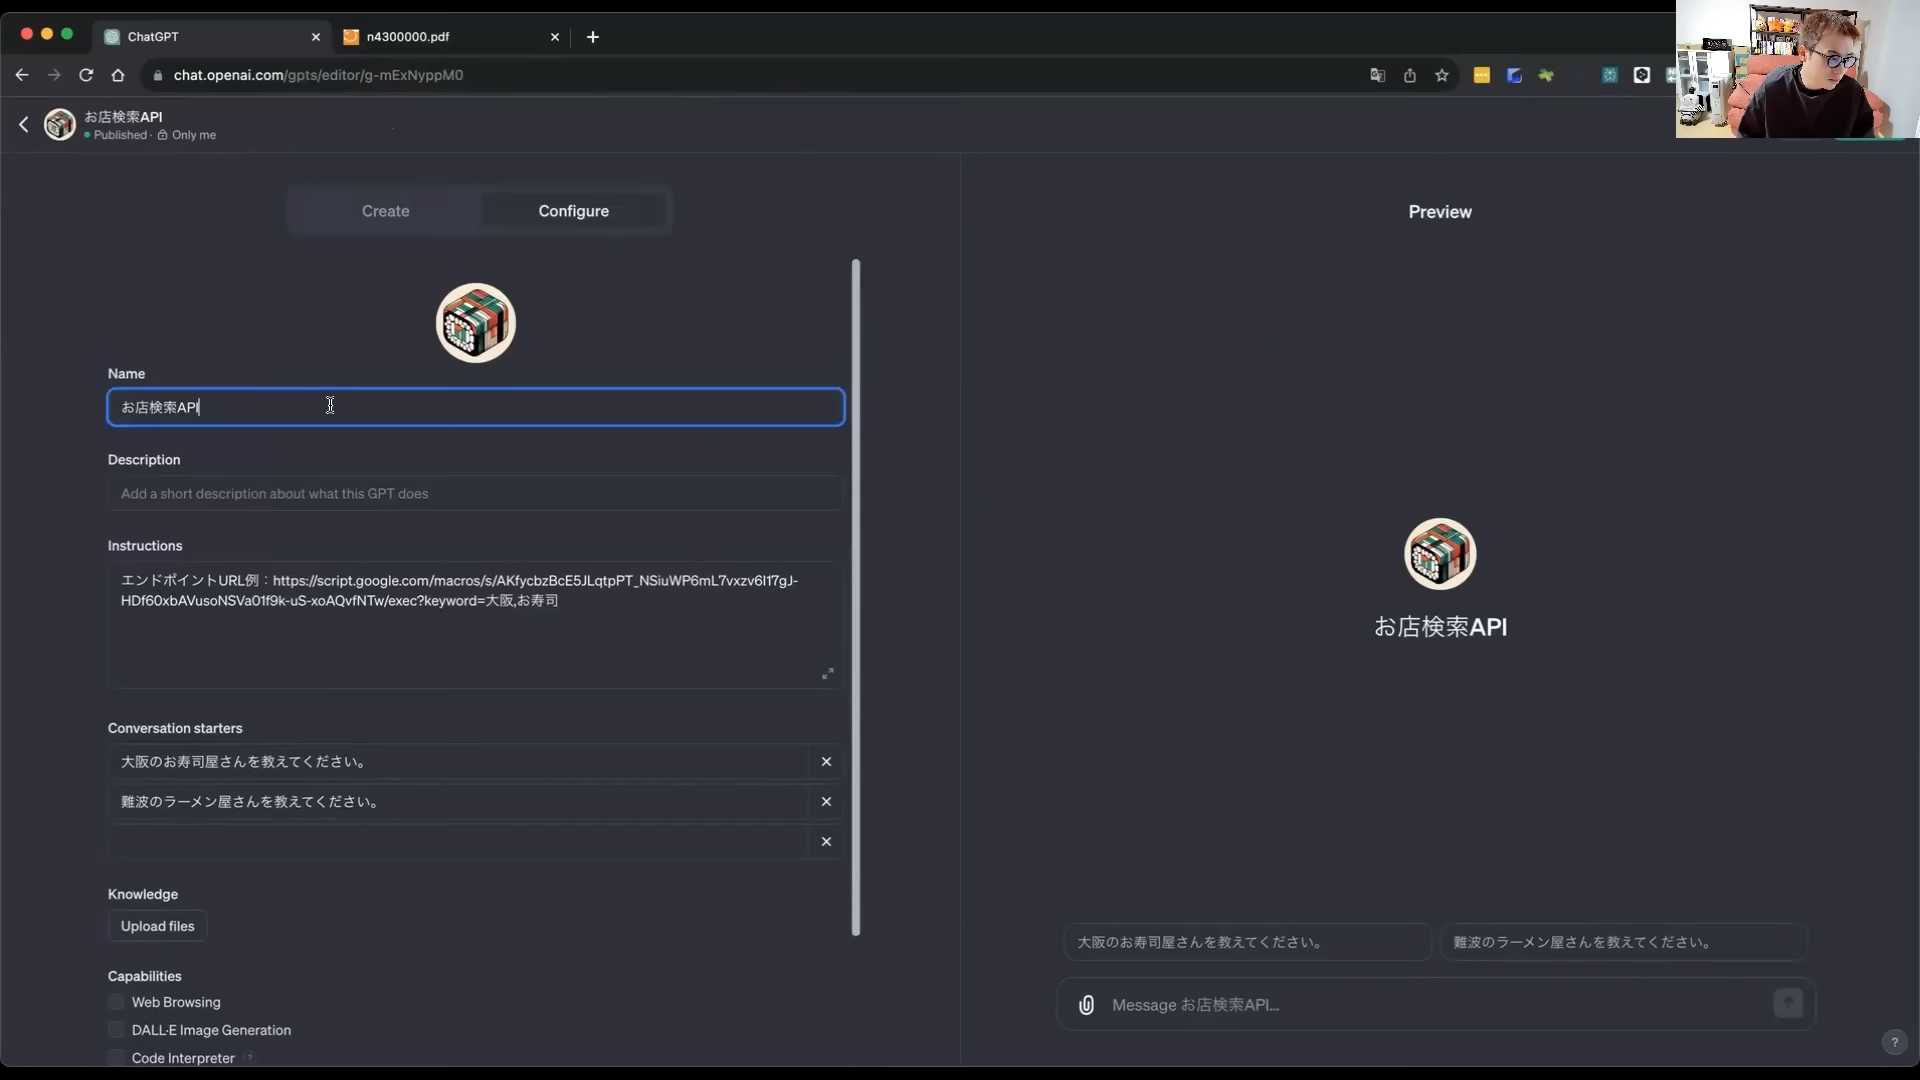 ChatGPT
n4300000.pdf
chat.openai.com/gpts/editor/g-mExNyppM0
お店検索API
Published · Only me
Create
Configure
Preview
Name
お店検索API
Description
Add a short description about what this GPT does
Instructions
エンドポイントURL例：https://script.google.com/macros/s/AKfycbzBcE5JLqtpPT_NSiuWP6mL7vxzv6l17gJ-
HDf60xbAVusoNSVa01f9k-uS-xoAQvfNTw/exec?keyword=大阪,お寿司
お店検索API
Conversation starters
大阪のお寿司屋さんを教えてください。
難波のラーメン屋さんを教えてください。
Knowledge
Upload files
大阪のお寿司屋さんを教えてください。
難波のラーメン屋さんを教えてください。
Capabilities
Web Browsing
Message お店検索API...
DALL·E Image Generation
Code Interpreter ?
?